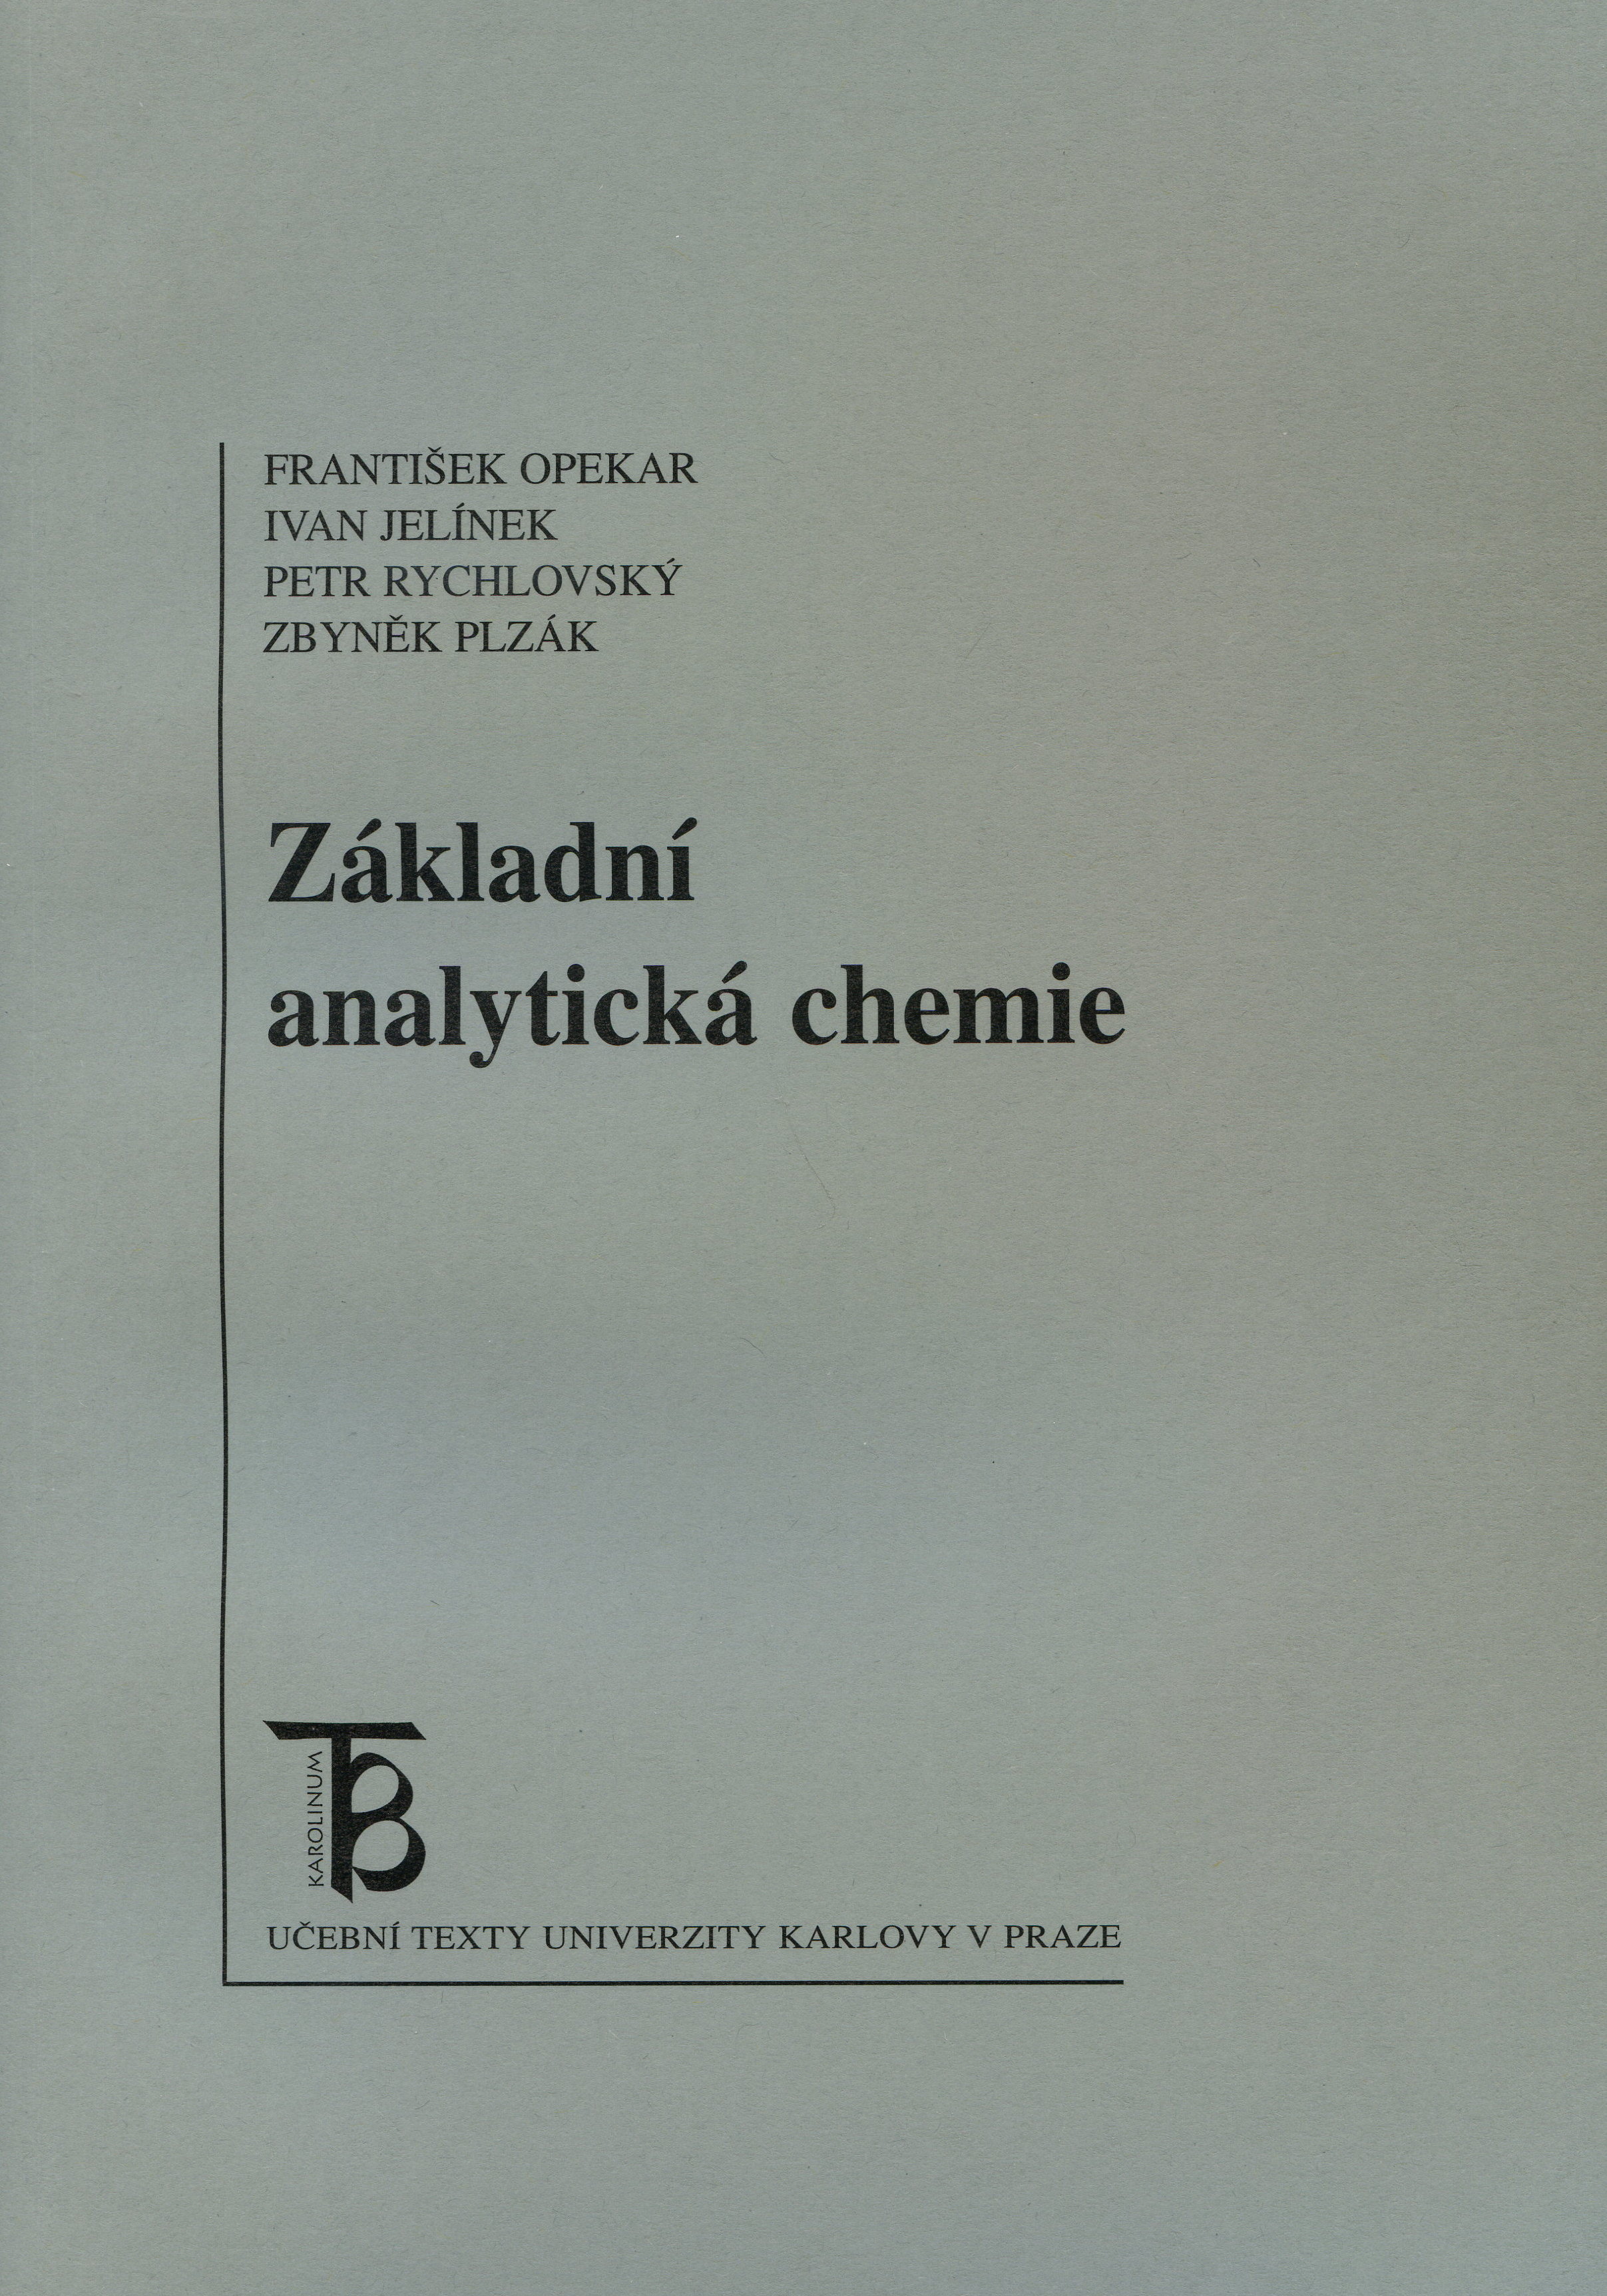 FRANTIŠEK OPEKAR
IVAN JELÍNEK
PETR RYCHLOVSKÝ
ZBYNĚK PLZÁK
Základní
analytická chemie
KAROLINUM
UČEBNÍ TEXTY UNIVERZITY KARLOVY V PRAZE